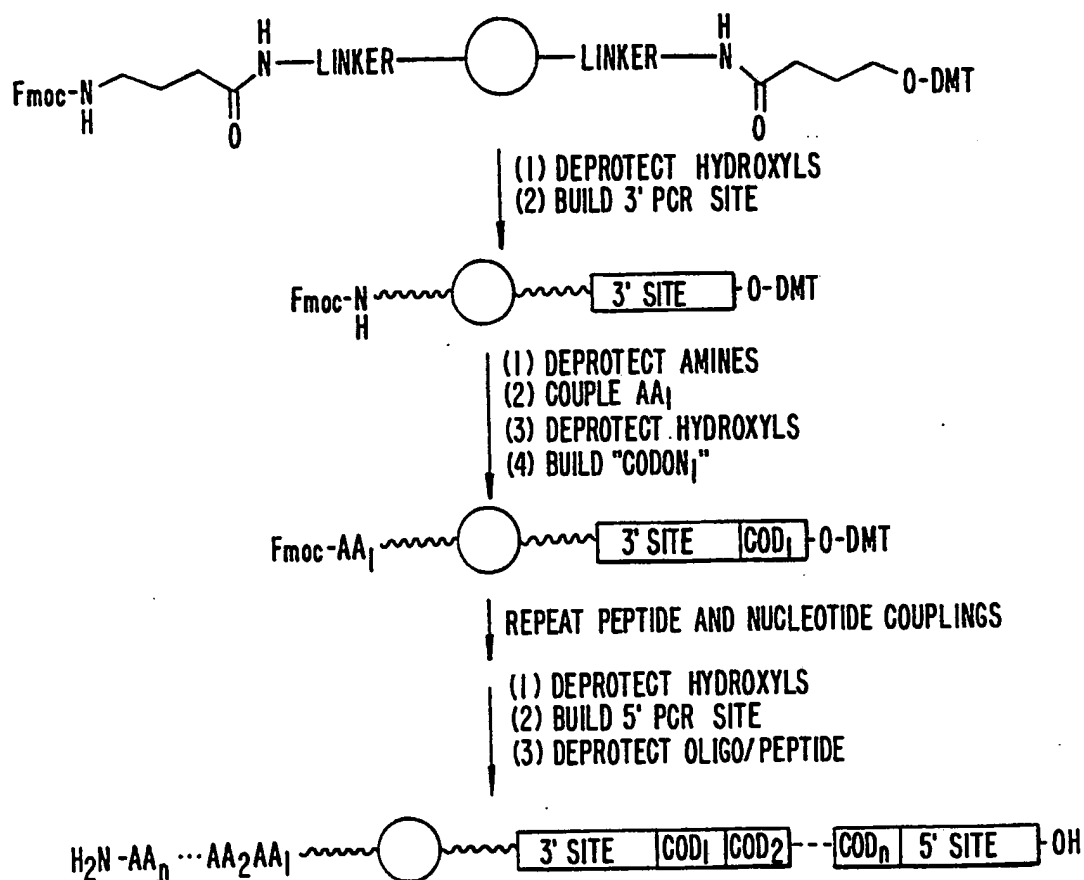 H H
N—LINKER— —LINKER—N
Fmoc-N O-DMT
H O O
(1) DEPROTECT HYDROXYLS
(2) BUILD 3' PCR SITE
Fmoc-N 3' SITE O-DMT
H
(1) DEPROTECT AMINES
(2) COUPLE AA1
(3) DEPROTECT HYDROXYLS
(4) BUILD "CODON1"
Fmoc-AA1 3' SITE COD1 O-DMT
REPEAT PEPTIDE AND NUCLEOTIDE COUPLINGS
(1) DEPROTECT HYDROXYLS
(2) BUILD 5' PCR SITE
(3) DEPROTECT OLIGO/PEPTIDE
H2N-AAn ··· AA2AA1 3' SITE COD1 COD2 --- CODn 5' SITE OH